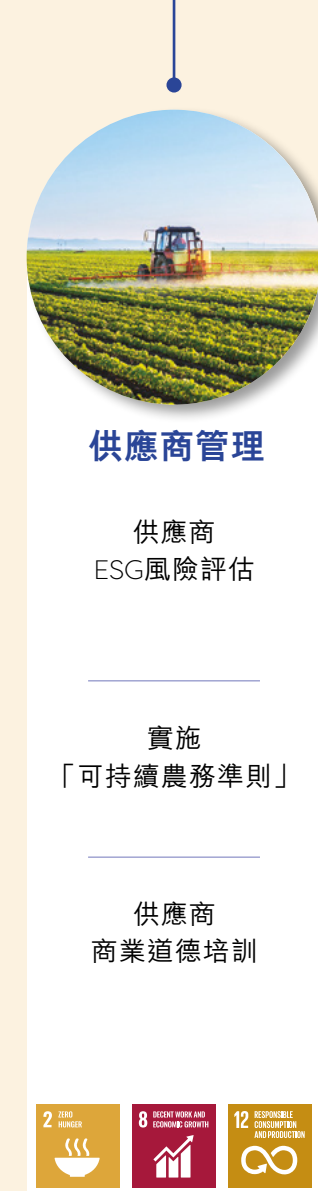 供應商管理
供應商
ESG風險評估
實施
「可持續農務準則」
供應商
商業道德培訓
2 ZERO
HUNGER
8 DECENT WORK AND
ECONOMIC GROWTH
12 RESPONSIBLE
CONSUMPTION
AND PRODUCTION